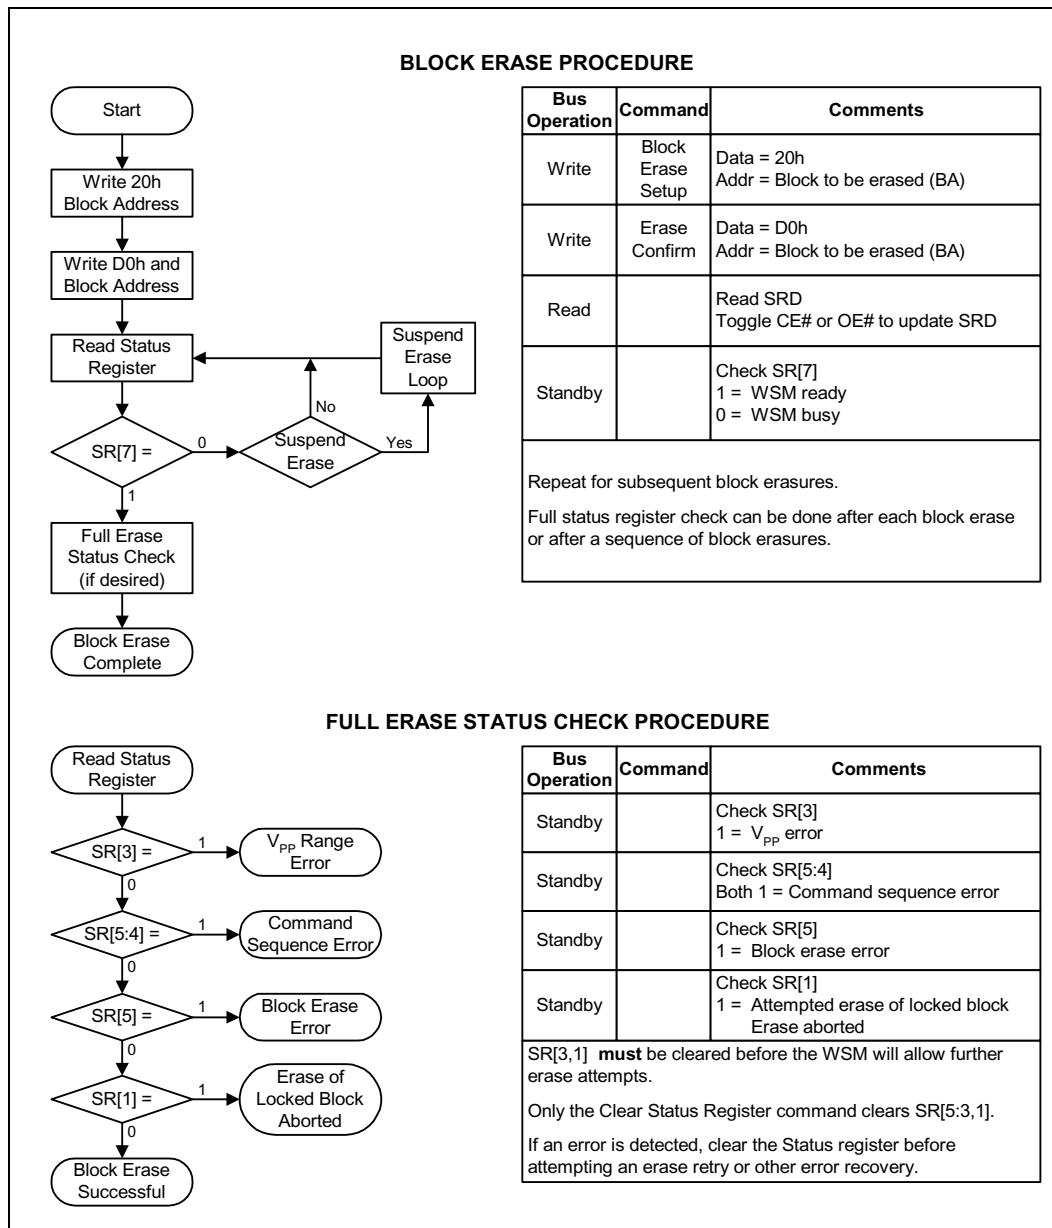 BLOCK ERASE PROCEDURE
Start
Write 20h
Block Address
Write D0h and
Block Address
Read Status
Register
Suspend
Erase
Loop
No
SR[7] =
0
Suspend
Erase
Yes
1
Full Erase
Status Check
(if desired)
Block Erase
Complete
Bus
Operation
Command
Comments
Write
Block
Erase
Setup
Data = 20h
Addr = Block to be erased (BA)
Write
Erase
Confirm
Data = D0h
Addr = Block to be erased (BA)
Read
Read SRD
Toggle CE# or OE# to update SRD
Standby
Check SR[7]
1 = WSM ready
0 = WSM busy
Repeat for subsequent block erasures.
Full status register check can be done after each block erase
or after a sequence of block erasures.
FULL ERASE STATUS CHECK PROCEDURE
Read Status
Register
SR[3] =
1
VPP Range
Error
0
SR[5:4] =
1
Command
Sequence Error
0
SR[5] =
1
Block Erase
Error
0
SR[1] =
1
Erase of
Locked Block
Aborted
0
Block Erase
Successful
Bus
Operation
Command
Comments
Standby
Check SR[3]
1 = VPP error
Standby
Check SR[5:4]
Both 1 = Command sequence error
Standby
Check SR[5]
1 = Block erase error
Standby
Check SR[1]
1 = Attempted erase of locked block
Erase aborted
SR[3,1] must be cleared before the WSM will allow further
erase attempts.
Only the Clear Status Register command clears SR[5:3,1].
If an error is detected, clear the Status register before
attempting an erase retry or other error recovery.